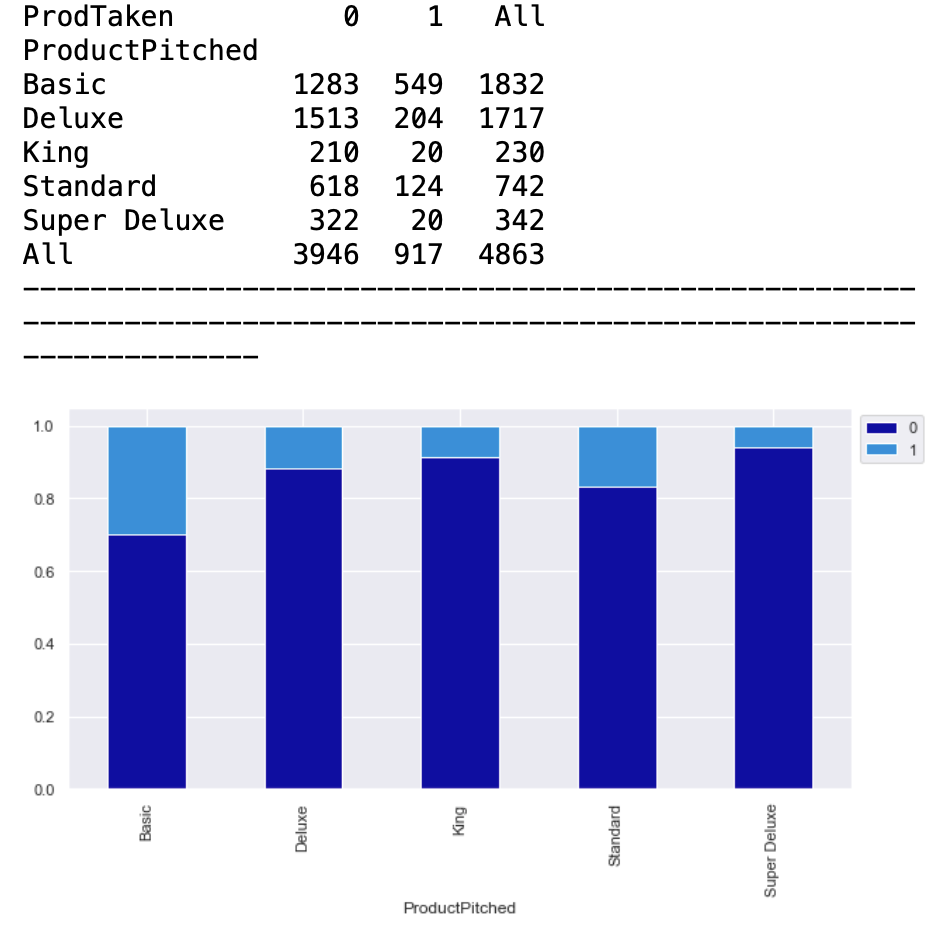 ProdTaken 0 1 All
ProductPitched
Basic 1283 549 1832
Deluxe 1513 204 1717
King 210 20 230
Standard 618 124 742
Super Deluxe 322 20 342
All 3946 917 4863
-----------------------------------------------------
-----------------------------------------------------
--------------
1.0
0.8
0.6
0.4
0.2
0.0
0
1
Basic
Deluxe
King
Standard
Super Deluxe
ProductPitched